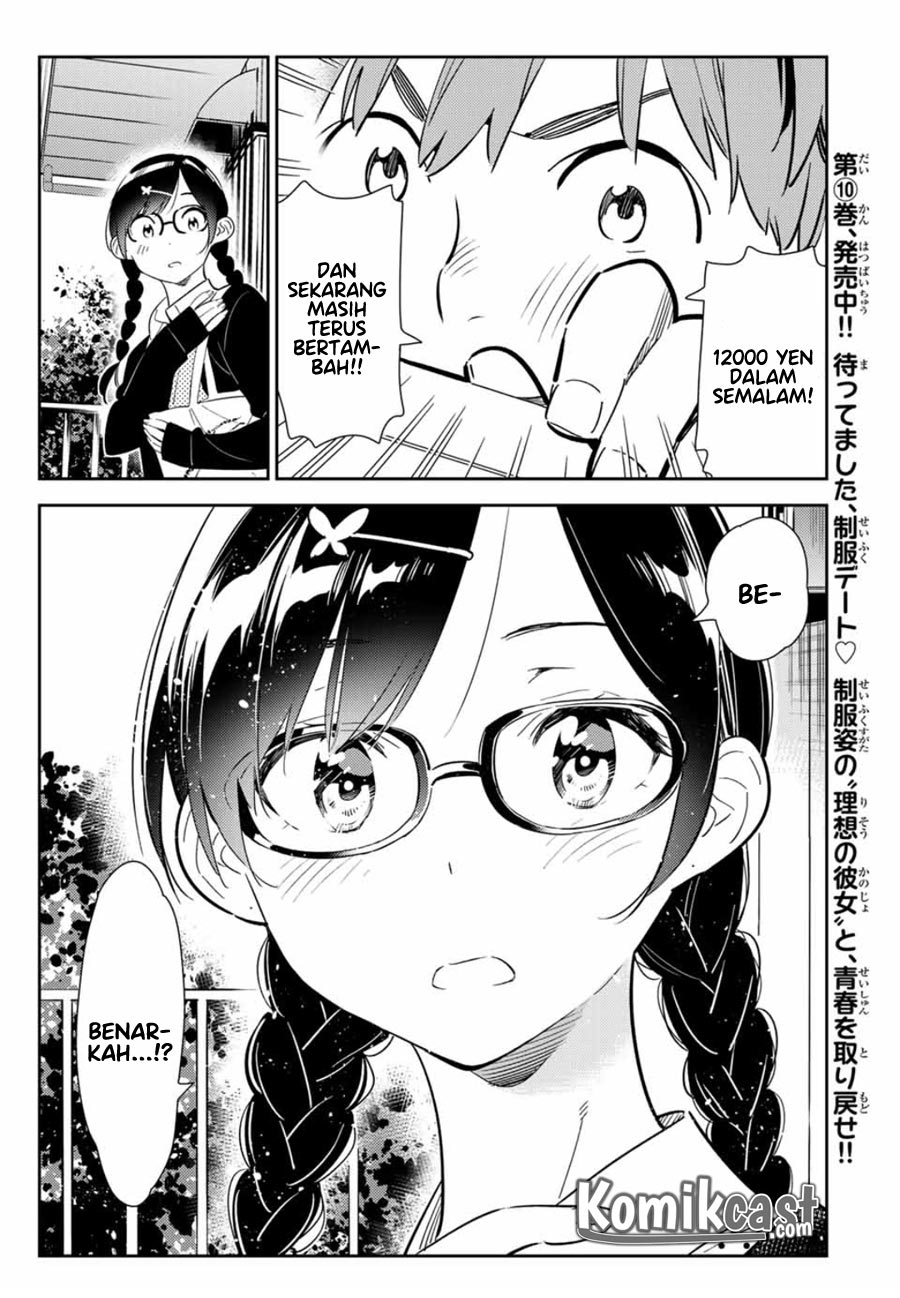 12000 YEN
DALAM
SEMALAM!
DAN
SEKARANG
MASIH
TERUS
BERTAM-
BAH!!
BE-
BENAR-
KAH...!?
第⑩巻、発売中!! 待ってました、制服デート♡ 制服姿の〝理想の彼女〟と、青春を取り戻せ!!
Komikcast
.com